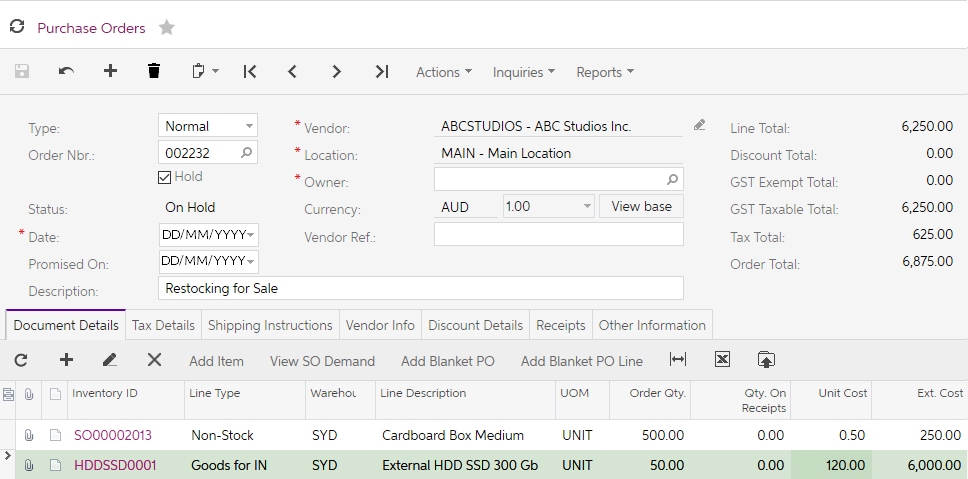 Purchase Orders
Actions Inquiries Reports
Type: Normal * Vendor: ABCSTUDIOS - ABC Studios Inc. Line Total: 6,250.00
Order Nbr.: 002232 * Location: MAIN - Main Location Discount Total: 0.00
Hold * Owner: GST Exempt Total: 0.00
Status: On Hold Currency: AUD 1.00 View base GST Taxable Total: 6,250.00
* Date: DD/MM/YYYY Vendor Ref.: Tax Total: 625.00
Promised On: DD/MM/YYYY Order Total: 6,875.00
Description: Restocking for Sale
Document Details Tax Details Shipping Instructions Vendor Info Discount Details Receipts Other Information
Add Item View SO Demand Add Blanket PO Add Blanket PO Line
Inventory ID Line Type Warehou Line Description UOM Order Qty. Qty. On Receipts Unit Cost Ext. Cost
SO00002013 Non-Stock SYD Cardboard Box Medium UNIT 500.00 0.00 0.50 250.00
HDDSSD0001 Goods for IN SYD External HDD SSD 300 Gb UNIT 50.00 0.00 120.00 6,000.00